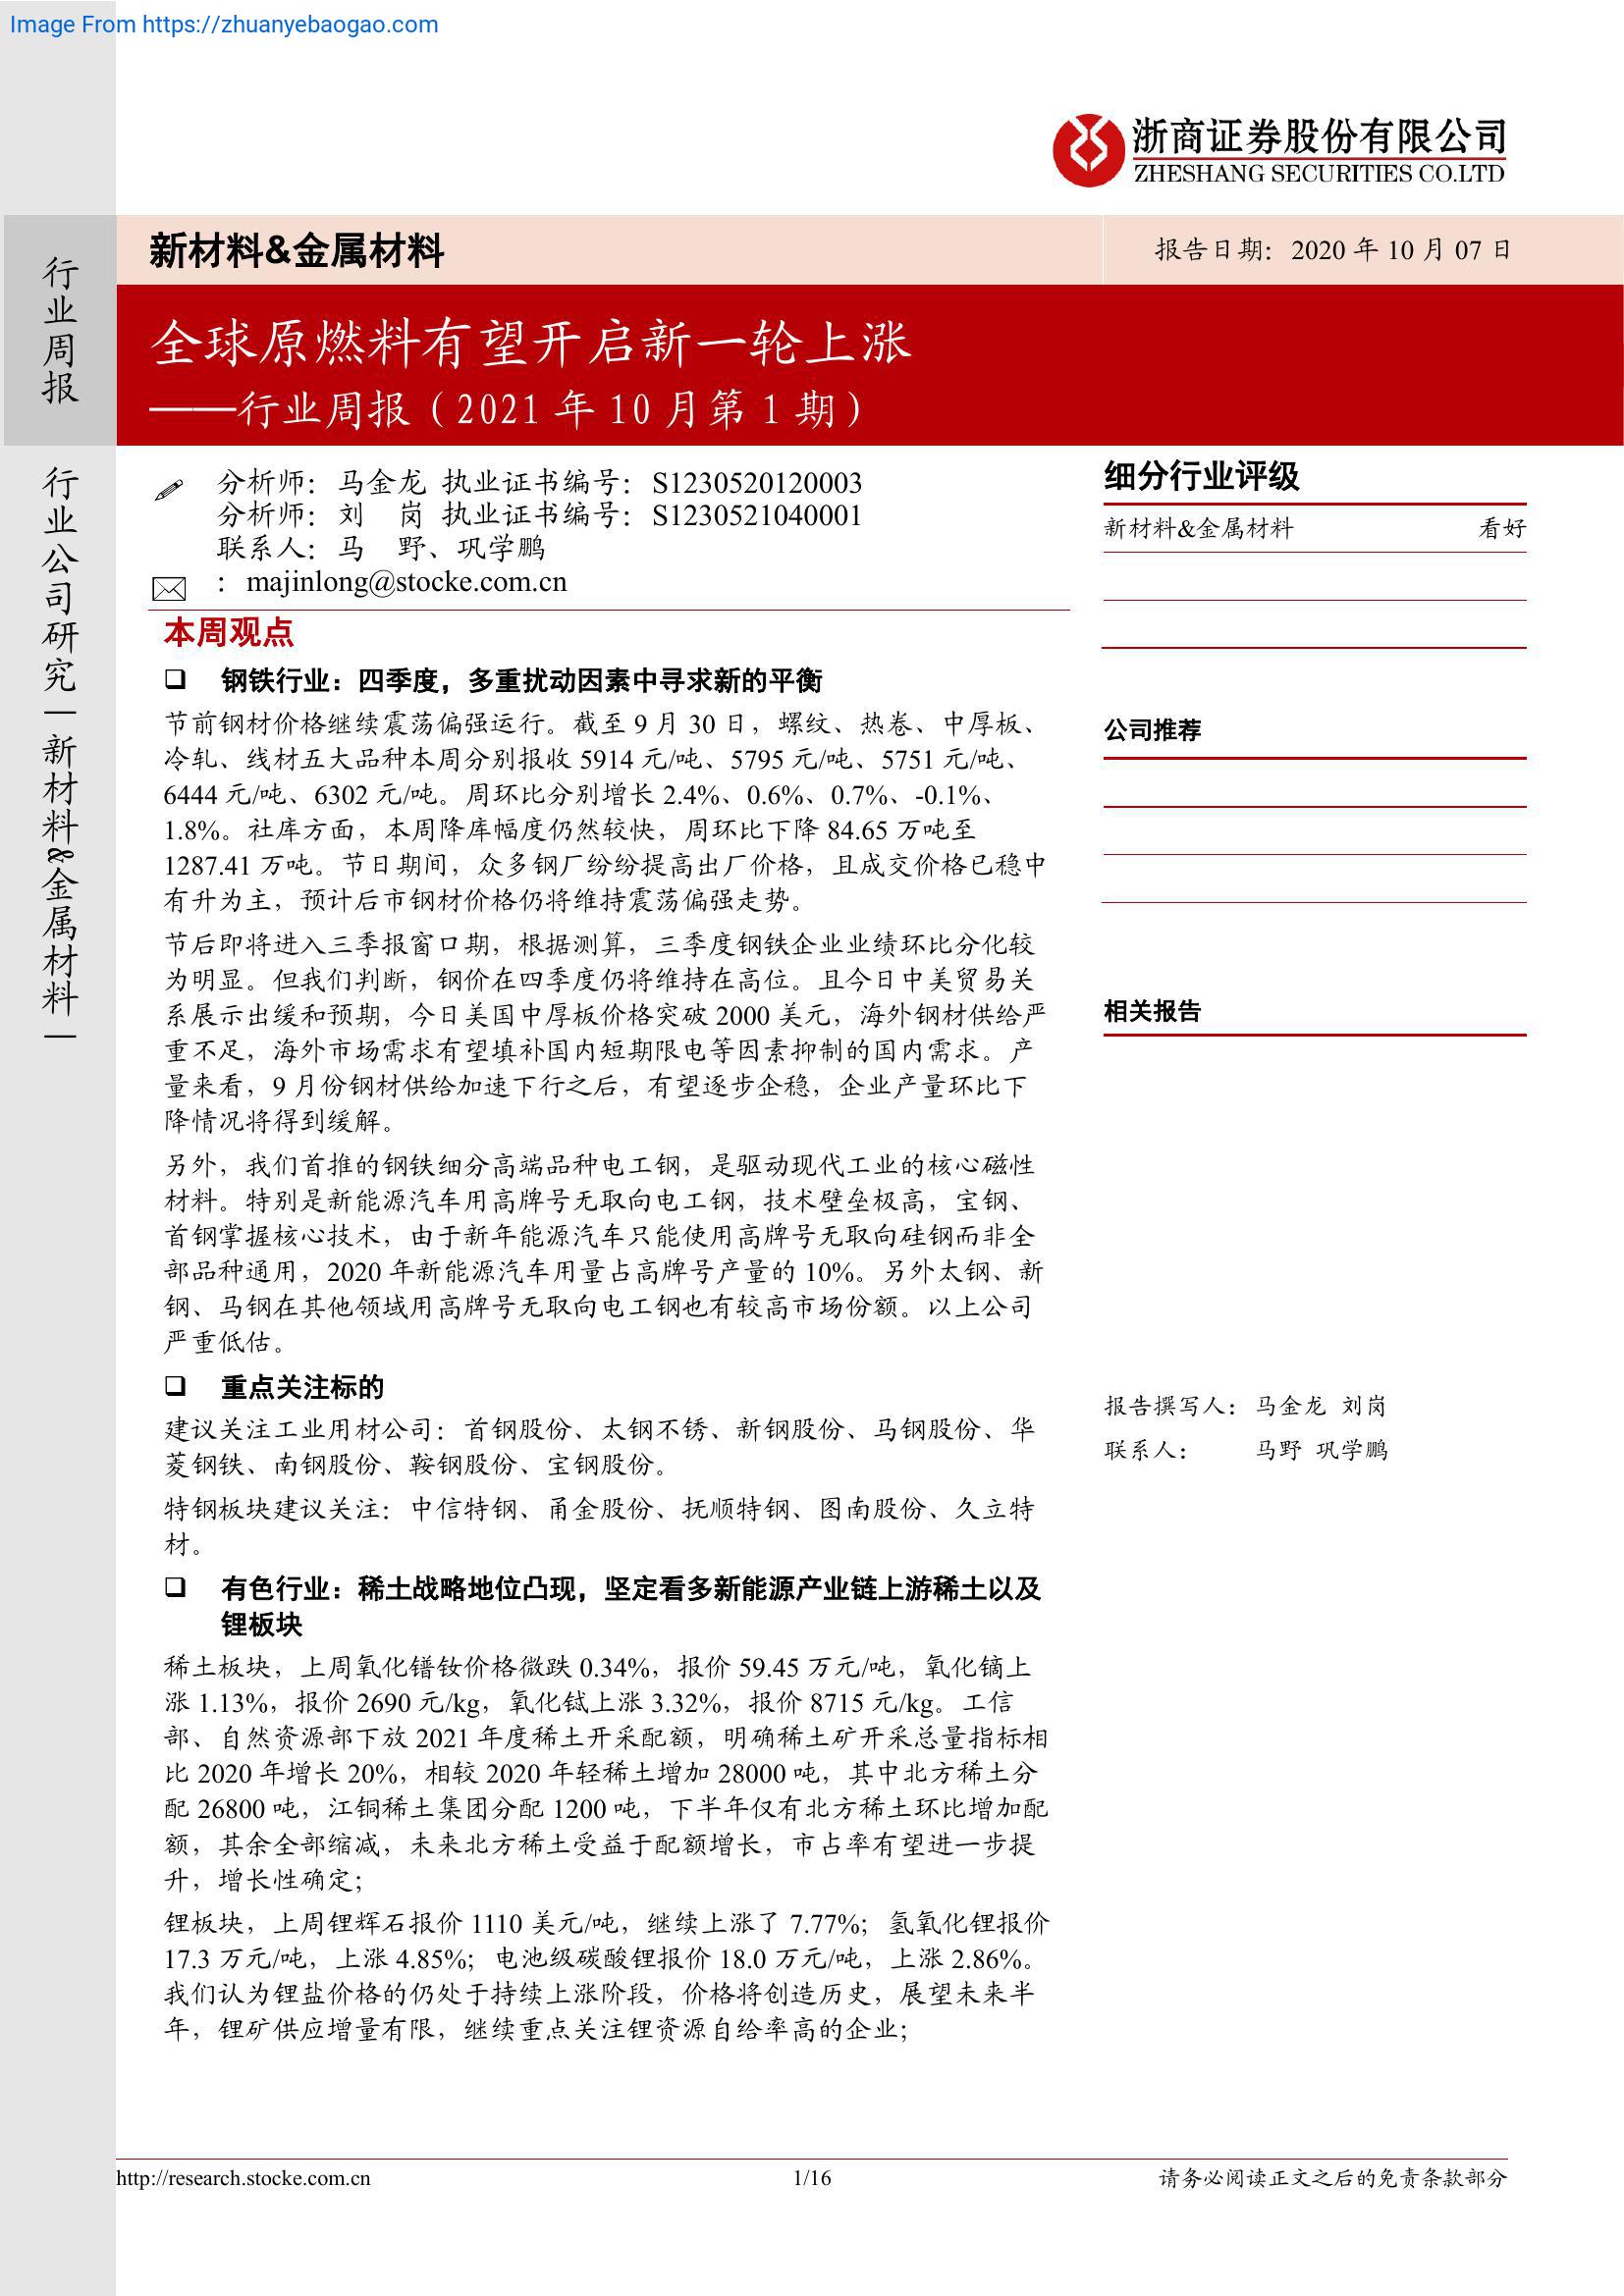 Image From https://zhuanyebaogao.com
浙商证券股份有限公司
ZHESHANG SECURITIES CO.LTD
行业周报
行业公司研究|新材料&金属材料|
新材料&金属材料
报告日期：2020 年 10 月 07 日
全球原燃料有望开启新一轮上涨
——行业周报（2021 年 10 月第 1 期）
分析师：马金龙 执业证书编号：S1230520120003
分析师：刘 岗 执业证书编号：S1230521040001
联系人：马 野、巩学鹏
：majinlong@stocke.com.cn
本周观点
❑ 钢铁行业：四季度，多重扰动因素中寻求新的平衡
节前钢材价格继续震荡偏强运行。截至 9 月 30 日，螺纹、热卷、中厚板、
冷轧、线材五大品种本周分别报收 5914 元/吨、5795 元/吨、5751 元/吨、
6444 元/吨、6302 元/吨。周环比分别增长 2.4%、0.6%、0.7%、-0.1%、
1.8%。社库方面，本周降库幅度仍然较快，周环比下降 84.65 万吨至
1287.41 万吨。节日期间，众多钢厂纷纷提高出厂价格，且成交价格已稳中
有升为主，预计后市钢材价格仍将维持震荡偏强走势。
节后即将进入三季报窗口期，根据测算，三季度钢铁企业业绩环比分化较
为明显。但我们判断，钢价在四季度仍将维持在高位。且今日中美贸易关
系展示出缓和预期，今日美国中厚板价格突破 2000 美元，海外钢材供给严
重不足，海外市场需求有望填补国内短期限电等因素抑制的国内需求。产
量来看，9 月份钢材供给加速下行之后，有望逐步企稳，企业产量环比下
降情况将得到缓解。
另外，我们首推的钢铁细分高端品种电工钢，是驱动现代工业的核心磁性
材料。特别是新能源汽车用高牌号无取向电工钢，技术壁垒极高，宝钢、
首钢掌握核心技术，由于新年能源汽车只能使用高牌号无取向硅钢而非全
部品种通用，2020 年新能源汽车用量占高牌号产量的 10%。另外太钢、新
钢、马钢在其他领域用高牌号无取向电工钢也有较高市场份额。以上公司
严重低估。
❑ 重点关注标的
建议关注工业用材公司：首钢股份、太钢不锈、新钢股份、马钢股份、华
菱钢铁、南钢股份、鞍钢股份、宝钢股份。
特钢板块建议关注：中信特钢、甬金股份、抚顺特钢、图南股份、久立特
材。
❑ 有色行业：稀土战略地位凸现，坚定看多新能源产业链上游稀土以及
锂板块
稀土板块，上周氧化镨钕价格微跌 0.34%，报价 59.45 万元/吨，氧化镝上
涨 1.13%，报价 2690 元/kg，氧化铽上涨 3.32%，报价 8715 元/kg。工信
部、自然资源部下放 2021 年度稀土开采配额，明确稀土矿开采总量指标相
比 2020 年增长 20%，相较 2020 年轻稀土增加 28000 吨，其中北方稀土分
配 26800 吨，江铜稀土集团分配 1200 吨，下半年仅有北方稀土环比增加配
额，其余全部缩减，未来北方稀土受益于配额增长，市占率有望进一步提
升，增长性确定；
锂板块，上周锂辉石报价 1110 美元/吨，继续上涨了 7.77%；氢氧化锂报价
17.3 万元/吨，上涨 4.85%；电池级碳酸锂报价 18.0 万元/吨，上涨 2.86%。
我们认为锂盐价格的仍处于持续上涨阶段，价格将创造历史，展望未来半
年，锂矿供应增量有限，继续重点关注锂资源自给率高的企业；
细分行业评级
新材料&金属材料 看好
公司推荐
相关报告
报告撰写人：马金龙 刘岗
联系人： 马野 巩学鹏
http://research.stocke.com.cn
1/16
请务必阅读正文之后的免责条款部分